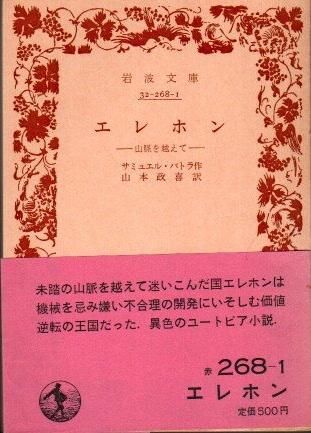 岩波文庫
32-268-1
エレホン
──山脈を越えて──
サミュエル・バトラ作
山本政喜訳
未踏の山脈を越えて迷いこんだ国エレホンは
機械を忌み嫌い不合理の開発にいそしむ価値
逆転の王国だった．異色のユートピア小説．
赤 268-1
エレホン
定価500円